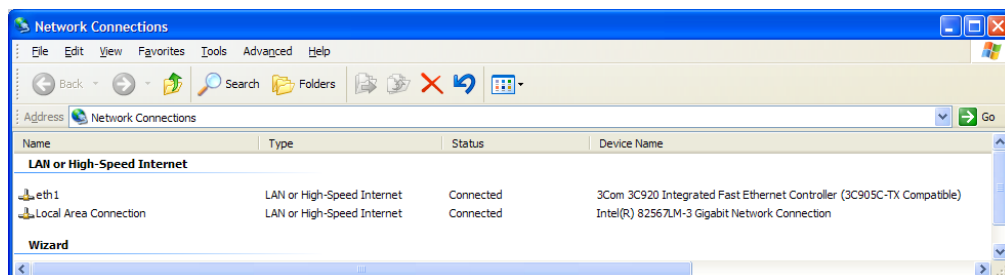 Network Connections
File Edit View Favorites Tools Advanced Help
Back Search Folders
Address Network Connections Go
Name Type Status Device Name
LAN or High-Speed Internet
eth1 LAN or High-Speed Internet Connected 3Com 3C920 Integrated Fast Ethernet Controller (3C905C-TX Compatible)
Local Area Connection LAN or High-Speed Internet Connected Intel(R) 82567LM-3 Gigabit Network Connection
Wizard